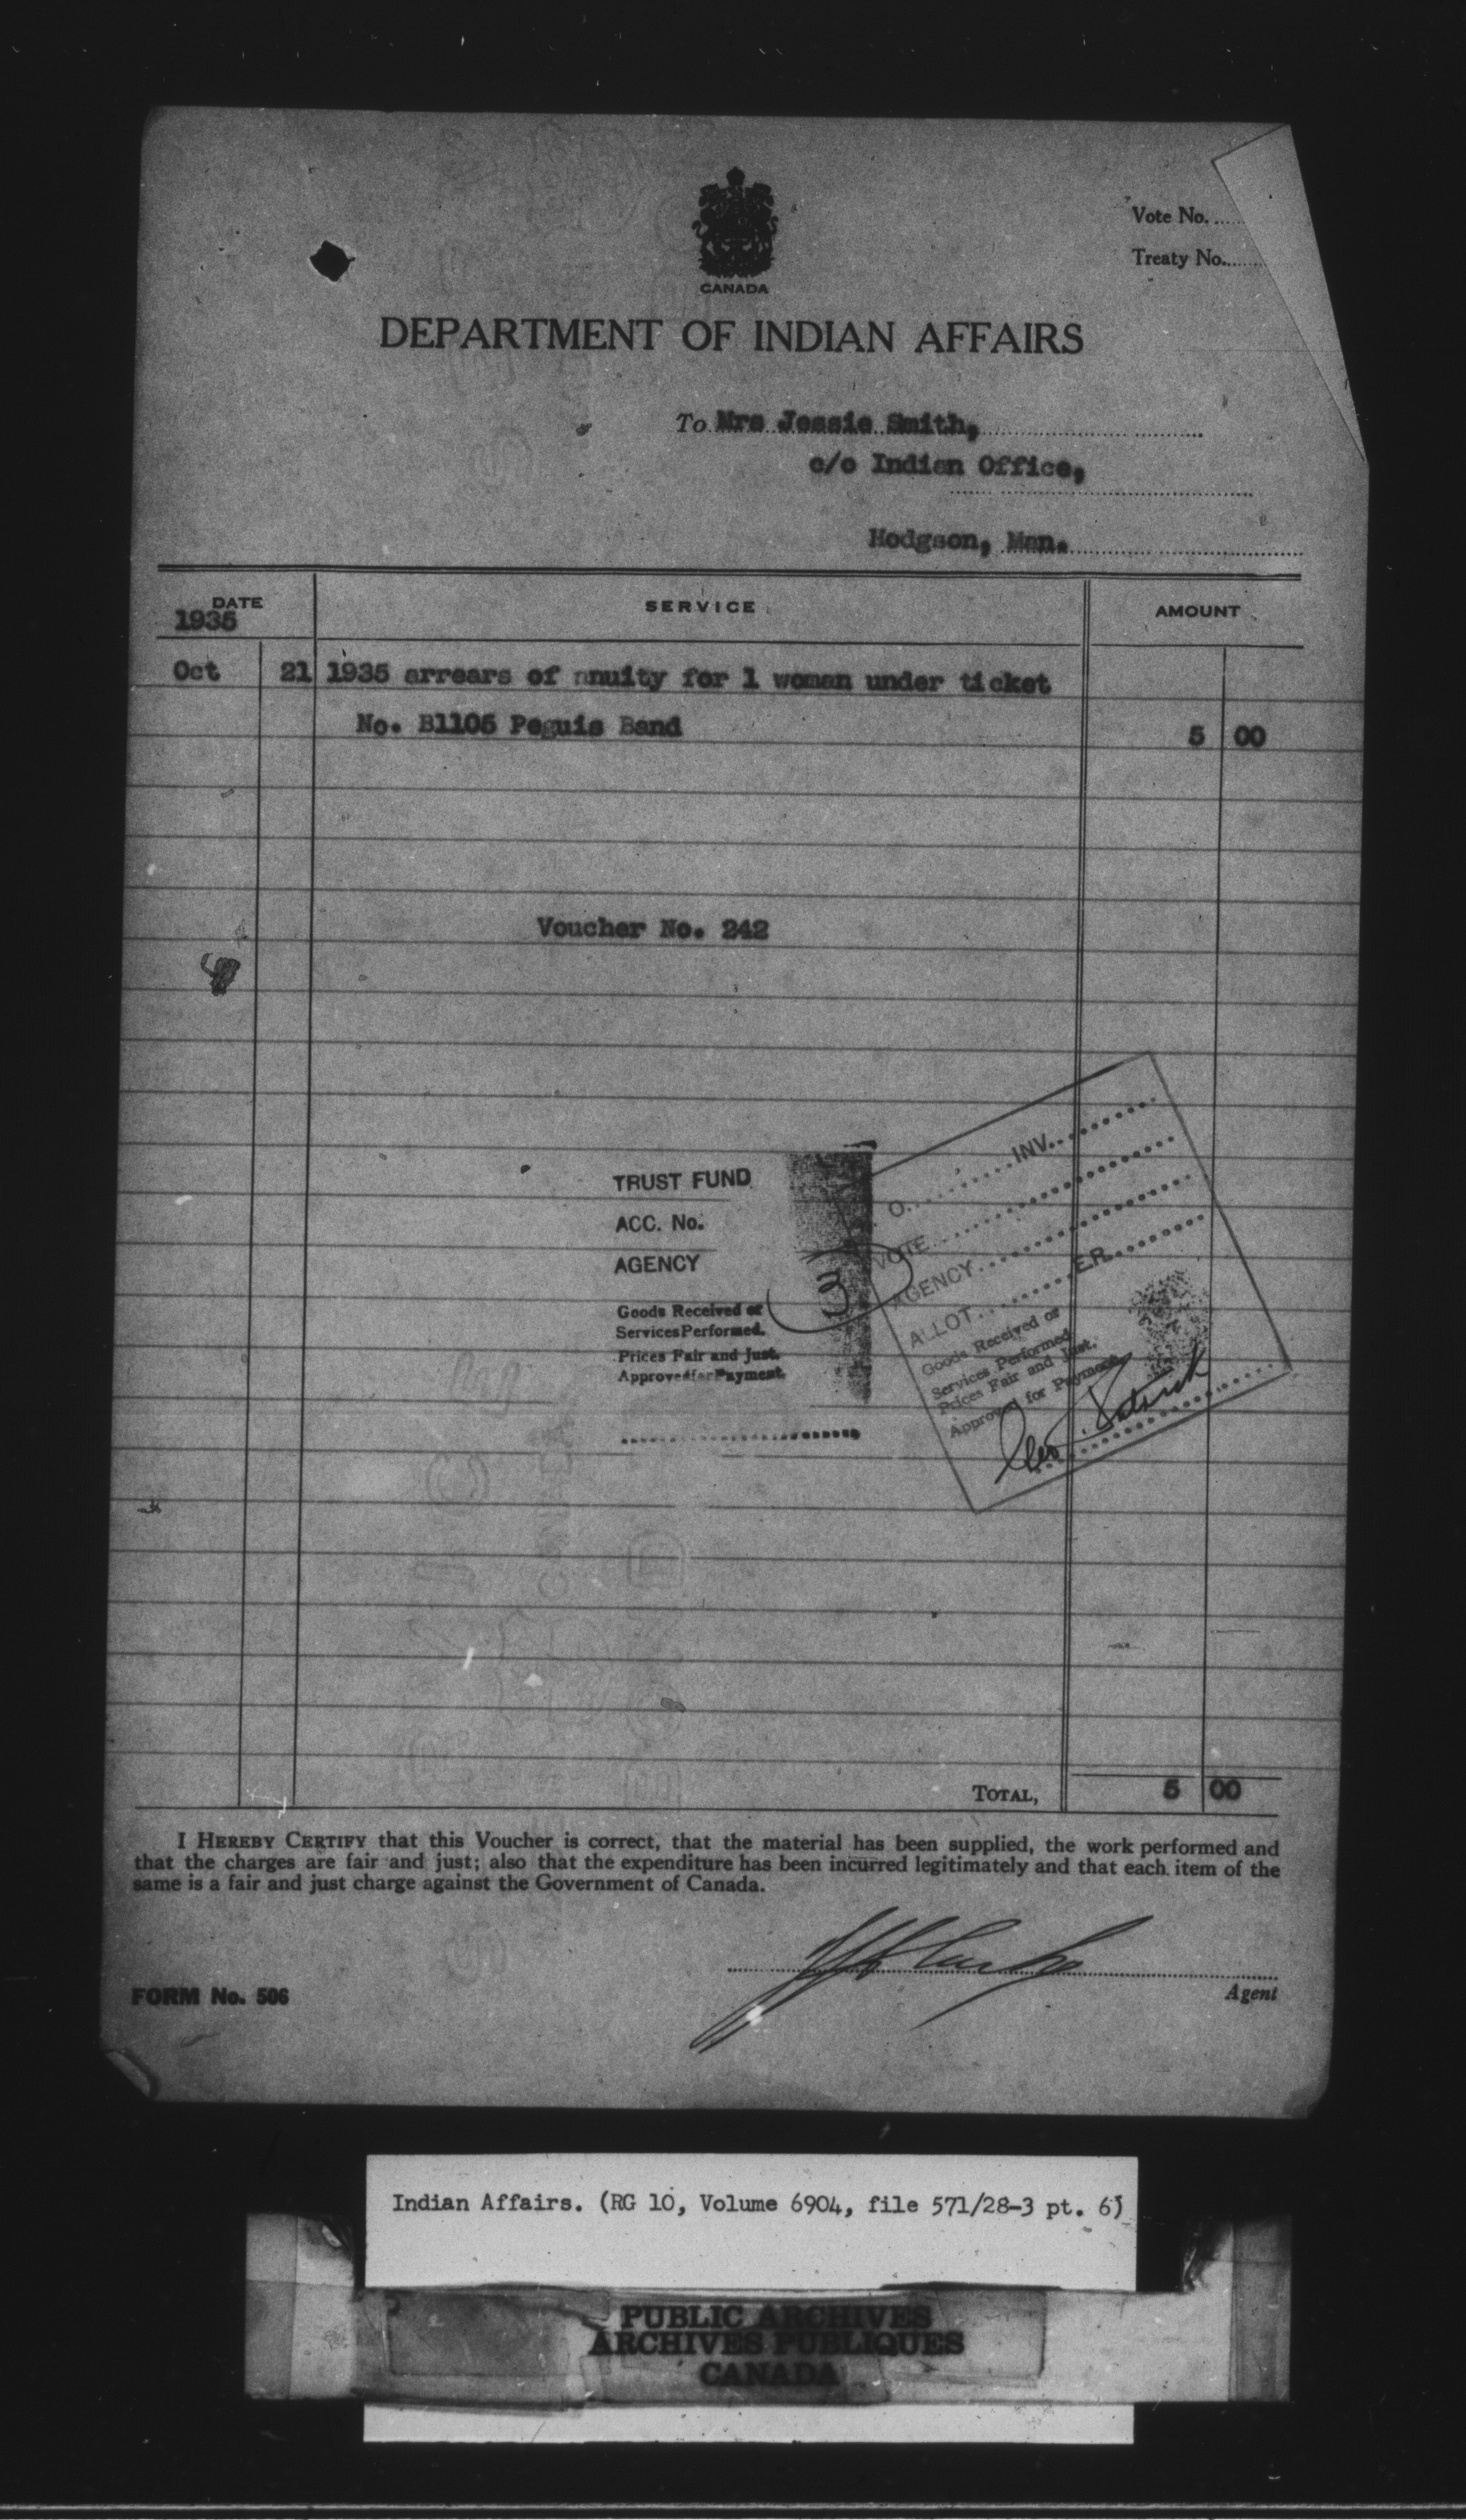 Vote No.
Treaty No.
CANADA
DEPARTMENT OF INDIAN AFFAIRS
To Mrs Jessie Smith,
c/o Indian Office,
Hodgson, Man.
DATE SERVICE AMOUNT
1935
Oct 21 1935 arrears of anuity for 1 woman under ticket
No. B1105 Peguis Band 5 00
Voucher No. 242
TRUST FUND
ACC. No.
AGENCY
3
Goods Received or
Services Performed.
Prices Fair and Just.
Approved for Payment.
O. INV.
VOTE
AGENCY
ALLOT. E.R.
Goods Received or
Services Performed
Prices Fair and Just.
Approved for Payment
TOTAL, 5 00
I HEREBY CERTIFY that this Voucher is correct, that the material has been supplied, the work performed and
that the charges are fair and just; also that the expenditure has been incurred legitimately and that each item of the
same is a fair and just charge against the Government of Canada.
Agent
FORM No. 506
Indian Affairs. (RG 10, Volume 6904, file 571/28-3 pt. 6)
PUBLIC ARCHIVES
ARCHIVES PUBLIQUES
CANADA